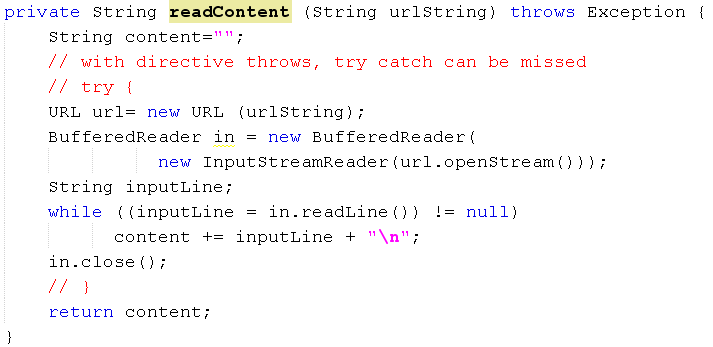 private String readContent (String urlString) throws Exception {
    String content="";
    // with directive throws, try catch can be missed
    // try {
    URL url= new URL (urlString);
    BufferedReader in = new BufferedReader(
              new InputStreamReader(url.openStream()));
    String inputLine;
    while ((inputLine = in.readLine()) != null)
          content += inputLine + "\n";
    in.close();
    // }
    return content;
}